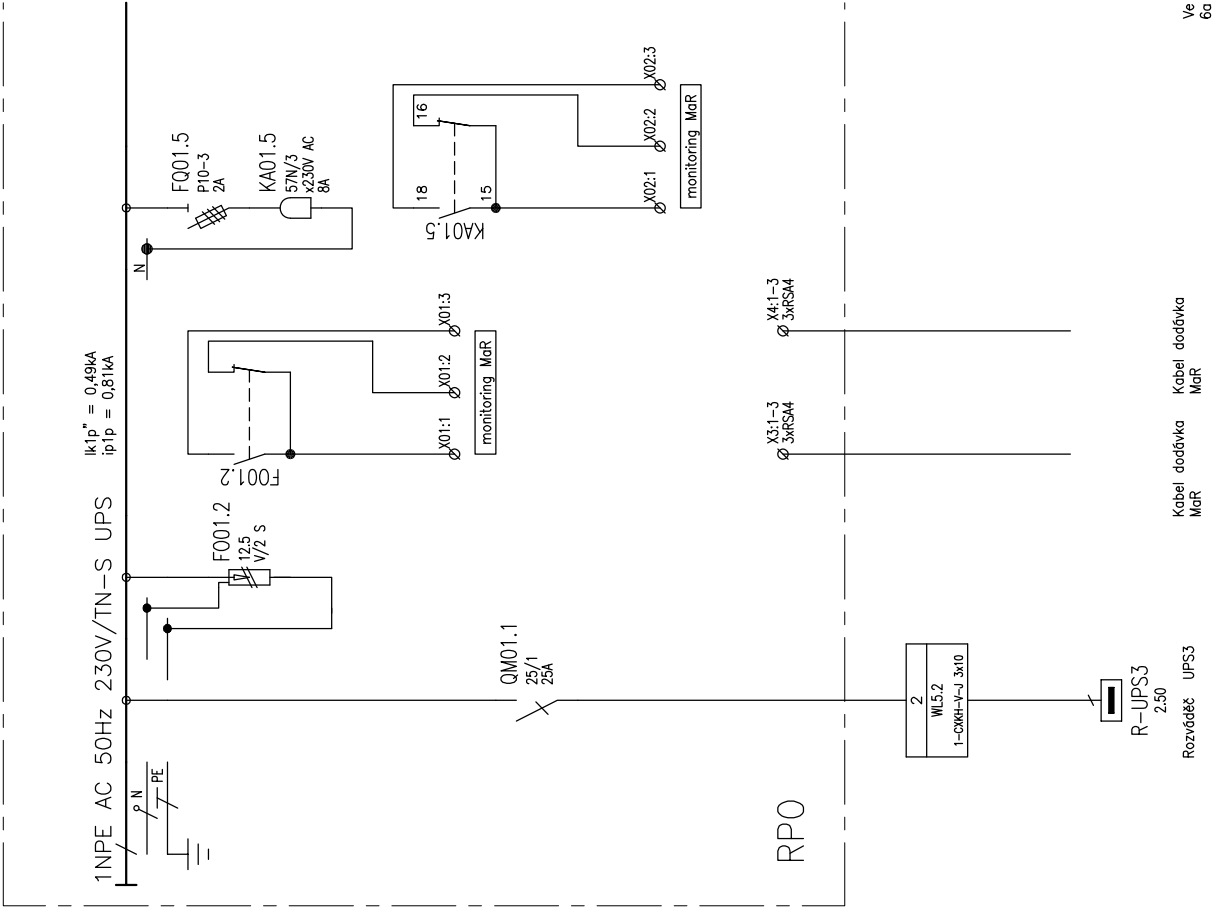 1NPE AC 50Hz 230V/TN-S UPS
Ik1p" = 0,49kA
ip1p = 0,81kA
N
PE
QM01.1
25/1
25A
FO01.2
12.5
V/2 S
FO01.2
X01:1
X01:2
X01:3
monitoring MaR
N
FQ01.5
P10-3
2A
KA01.5
57N/3
x230V AC
8A
KA01.5
18
16
15
X02:1
X02:2
X02:3
monitoring MaR
RPO
X3:1-3
3xRSA4
X4:1-3
3xRSA4
2
WL5.2
1-CXKH-V-J 3x10
R-UPS3
2.50
Rozváděč UPS3
Kabel dodávka
MaR
Kabel dodávka
MaR
Ve
6a